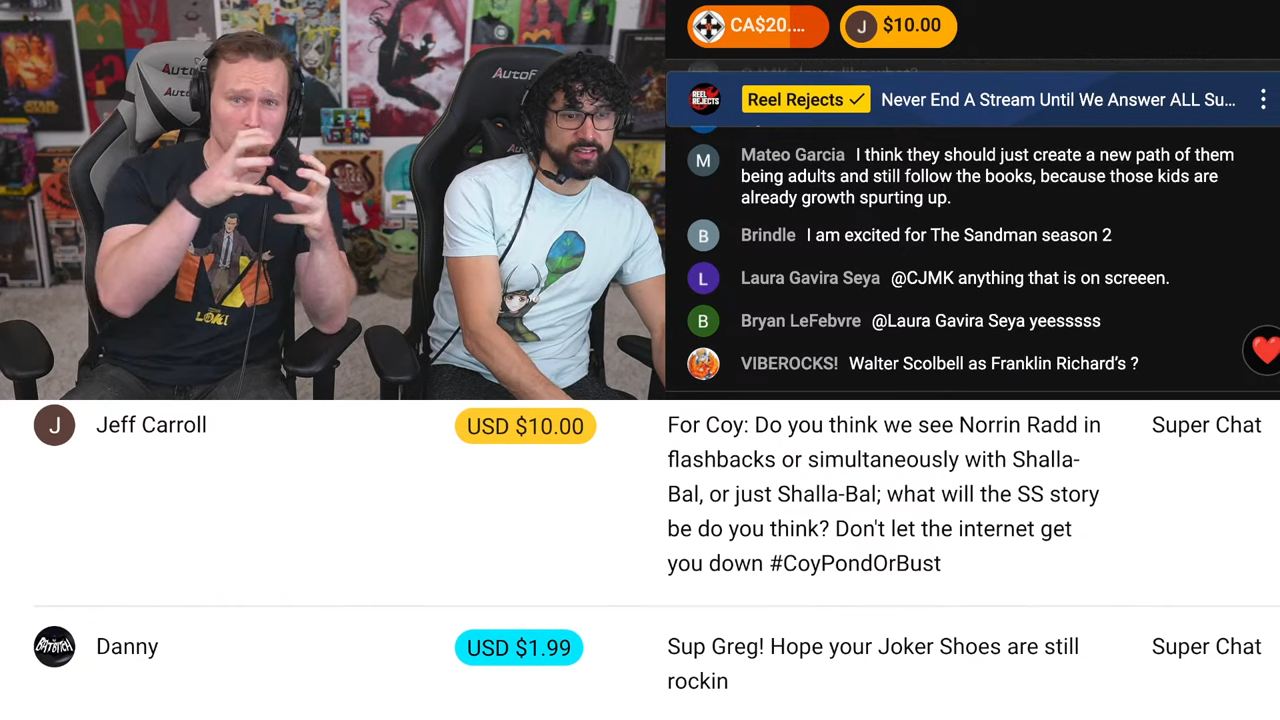 AutoF
AutoF
AutoF
LOKI
CA$20....
J
$10.00
REEL REJECTS
Reel Rejects
Never End A Stream Until We Answer ALL Su...
M
Mateo Garcia I think they should just create a new path of them
being adults and still follow the books, because those kids are
already growth spurting up.
B
Brindle I am excited for The Sandman season 2
L
Laura Gavira Seya @CJMK anything that is on screeen.
B
Bryan LeFebvre @Laura Gavira Seya yeesssss
VIBEROCKS! Walter Scolbell as Franklin Richard's ?
J
Jeff Carroll
USD $10.00
For Coy: Do you think we see Norrin Radd in
flashbacks or simultaneously with Shalla-
Bal, or just Shalla-Bal; what will the SS story
be do you think? Don't let the internet get
you down #CoyPondOrBust
Super Chat
BATBITCH
Danny
USD $1.99
Sup Greg! Hope your Joker Shoes are still
rockin
Super Chat